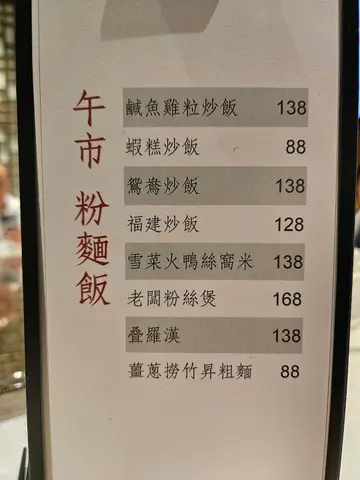 午市 粉麵飯
鹹魚雞粒炒飯 138
蝦糕炒飯 88
鴛鴦炒飯 138
福建炒飯 128
雪菜火鴨絲窩米 138
老闆粉絲煲 168
叠羅漢 138
薑蔥撈竹昇粗麵 88